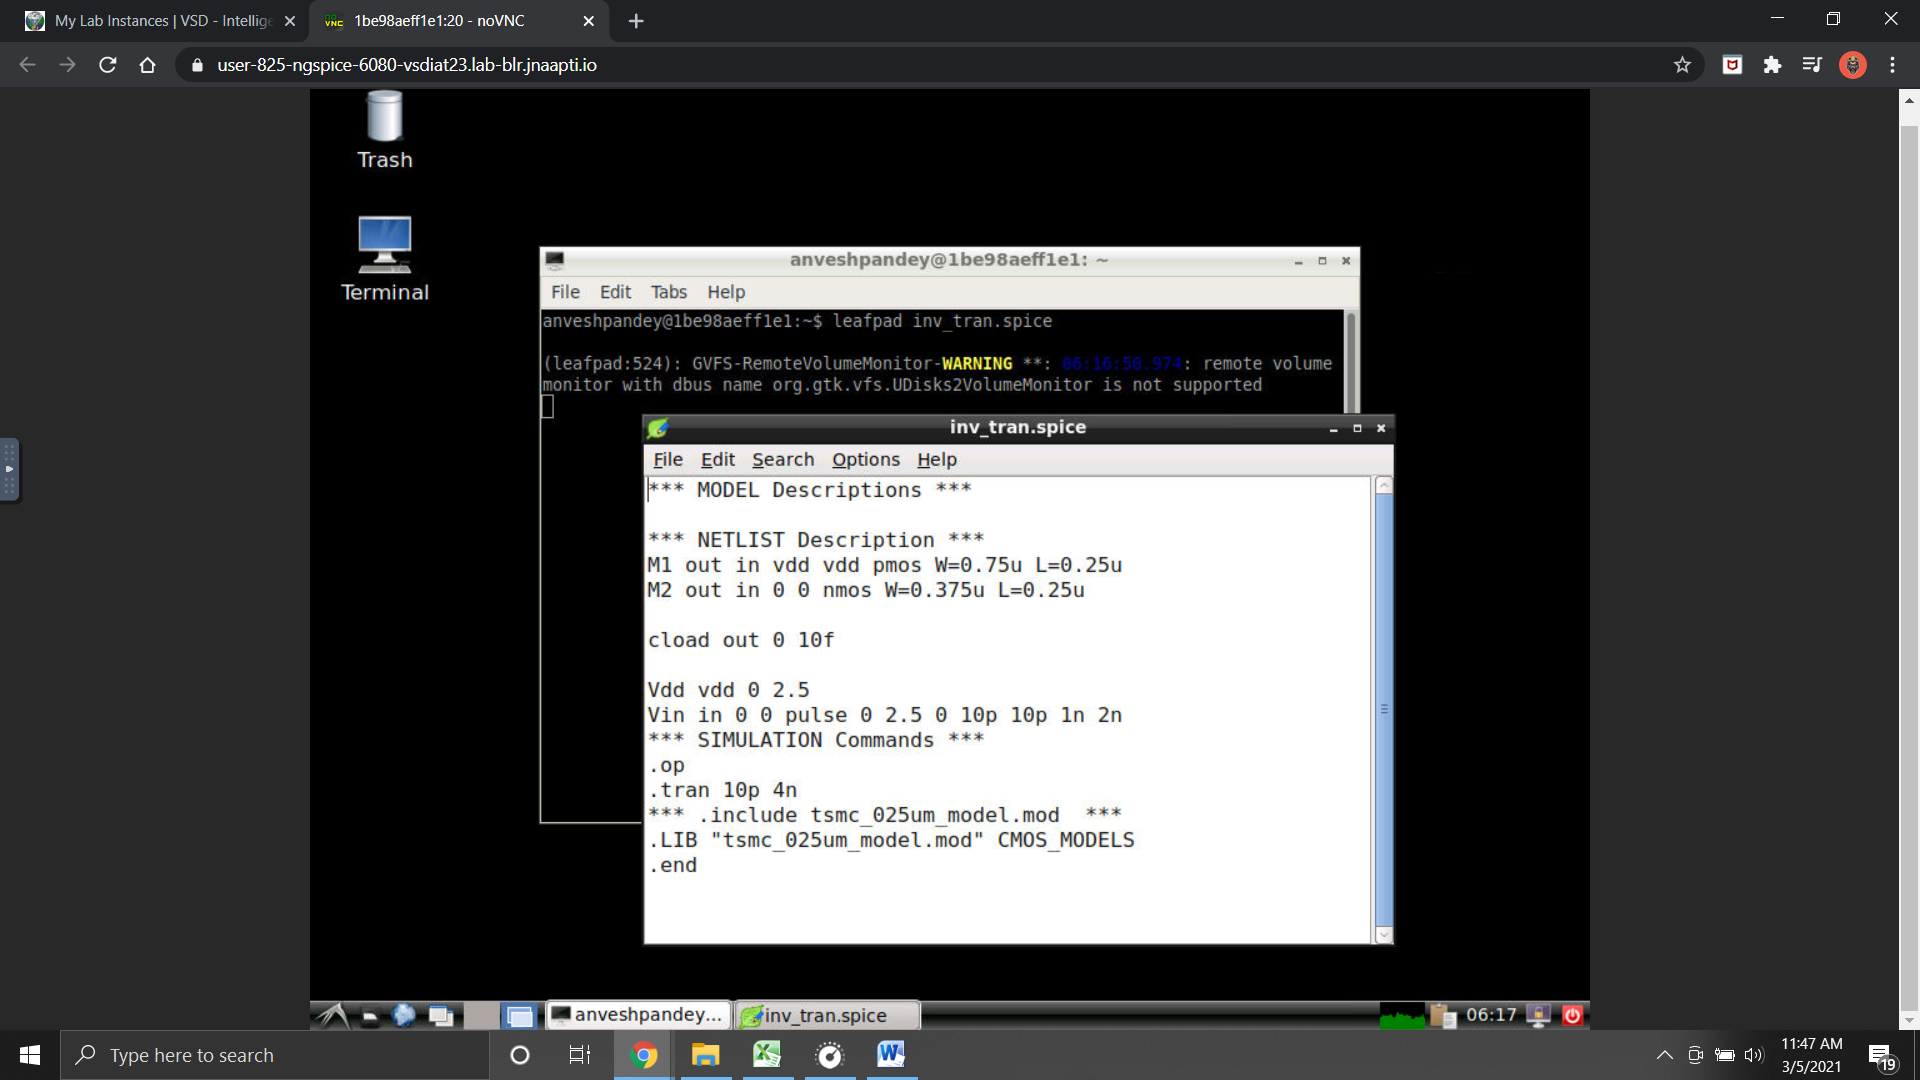 My Lab Instances | VSD - Intellige
1be98aeff1e1:20 - noVNC
user-825-ngspice-6080-vsdiat23.lab-blr.jnaapti.io
Trash
Terminal
anveshpandey@1be98aeff1e1: ~
File Edit Tabs Help
anveshpandey@1be98aeff1e1:~$ leafpad inv_tran.spice
(leafpad:524): GVFS-RemoteVolumeMonitor-WARNING **: 06:16:50.974: remote volume
monitor with dbus name org.gtk.vfs.UDisks2VolumeMonitor is not supported
inv_tran.spice
File Edit Search Options Help
*** MODEL Descriptions ***
*** NETLIST Description ***
M1 out in vdd vdd pmos W=0.75u L=0.25u
M2 out in 0 0 nmos W=0.375u L=0.25u
cload out 0 10f
Vdd vdd 0 2.5
Vin in 0 0 pulse 0 2.5 0 10p 10p 1n 2n
*** SIMULATION Commands ***
.op
.tran 10p 4n
*** .include tsmc_025um_model.mod  ***
.LIB "tsmc_025um_model.mod" CMOS_MODELS
.end
anveshpandey...
inv_tran.spice
06:17
Type here to search
11:47 AM
3/5/2021
19